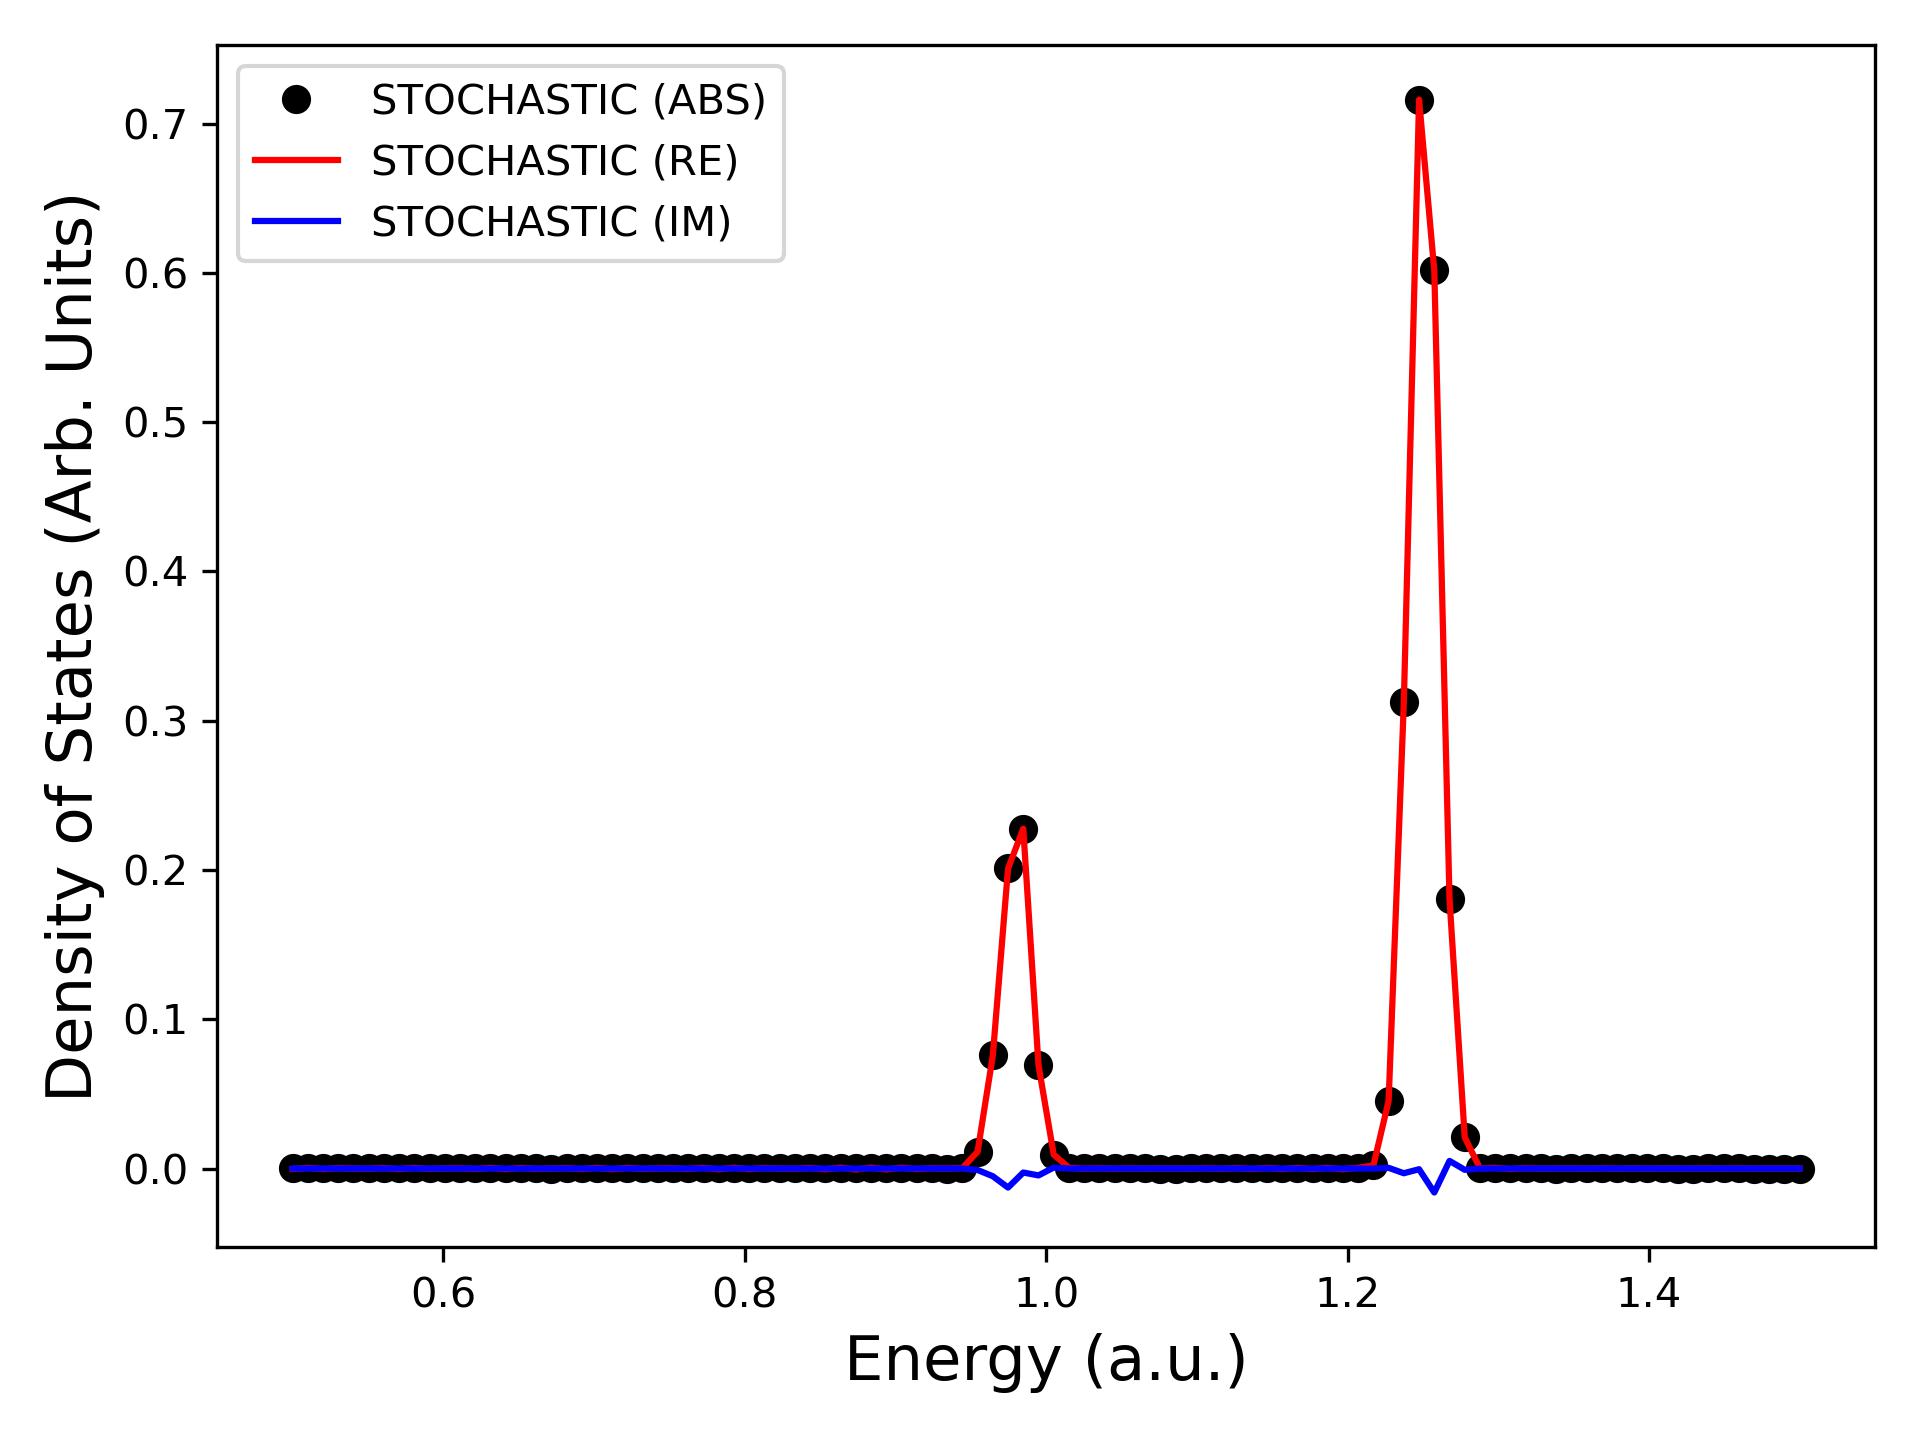 STOCHASTIC (ABS)
STOCHASTIC (RE)
STOCHASTIC (IM)
Density of States (Arb. Units)
0.7
0.6
0.5
0.4
0.3
0.2
0.1
0.0
0.6 0.8 1.0 1.2 1.4
Energy (a.u.)